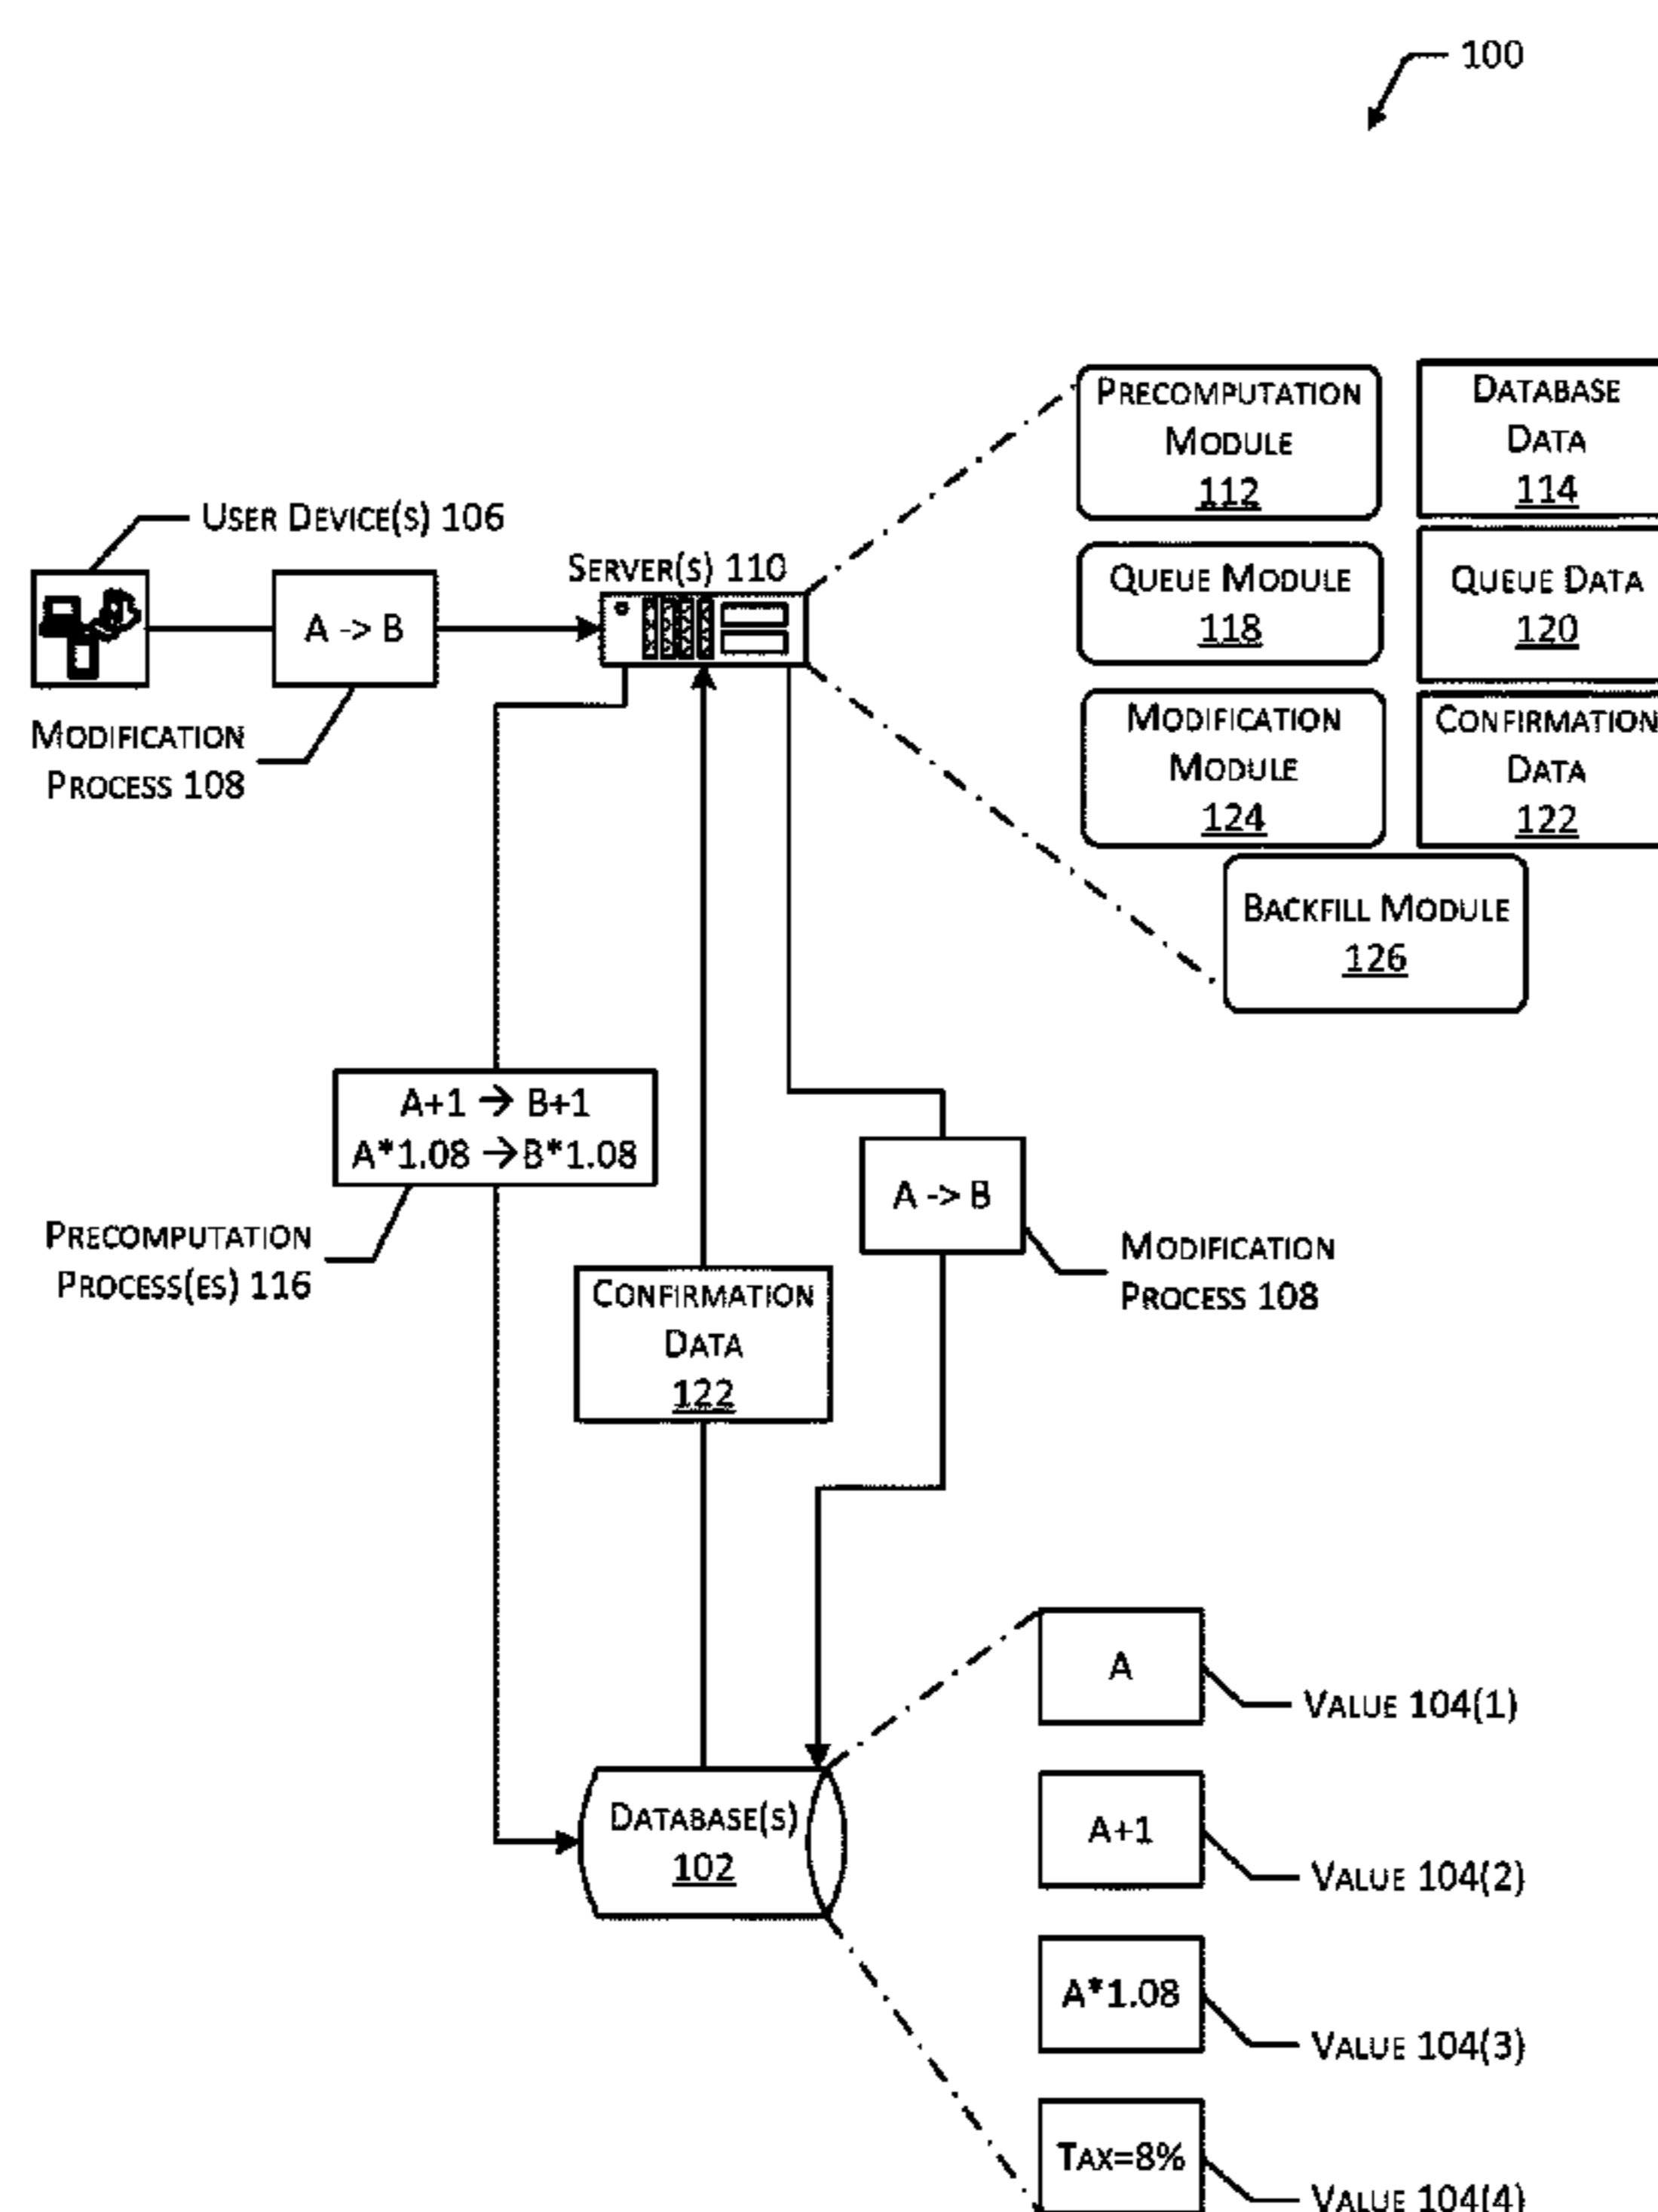 100
PRECOMPUTATION
MODULE
112
DATABASE
DATA
114
USER DEVICE(S) 106
SERVER(S) 110
QUEUE MODULE
118
QUEUE DATA
120
A -> B
MODIFICATION
PROCESS 108
MODIFICATION
MODULE
124
CONFIRMATION
DATA
122
BACKFILL MODULE
126
A+1 → B+1
A*1.08 → B*1.08
A -> B
PRECOMPUTATION
PROCESS(ES) 116
MODIFICATION
PROCESS 108
CONFIRMATION
DATA
122
A
VALUE 104(1)
DATABASE(S)
102
A+1
VALUE 104(2)
A*1.08
VALUE 104(3)
TAX=8%
VALUE 104(4)